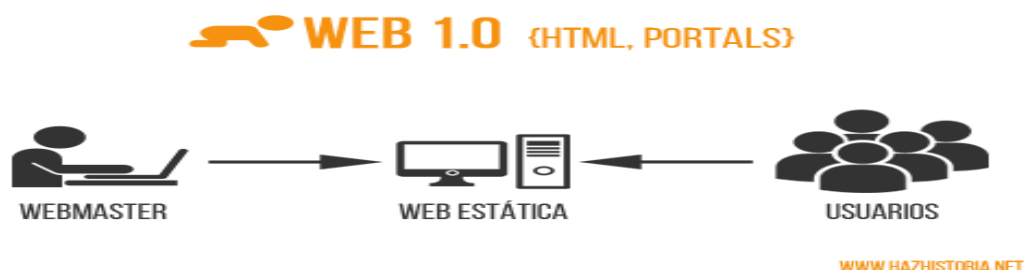 WEB 1.0 {HTML, PORTALS}
WEBMASTER
WEB ESTÁTICA
USUARIOS
WWW.HAZHISTORIA.NET